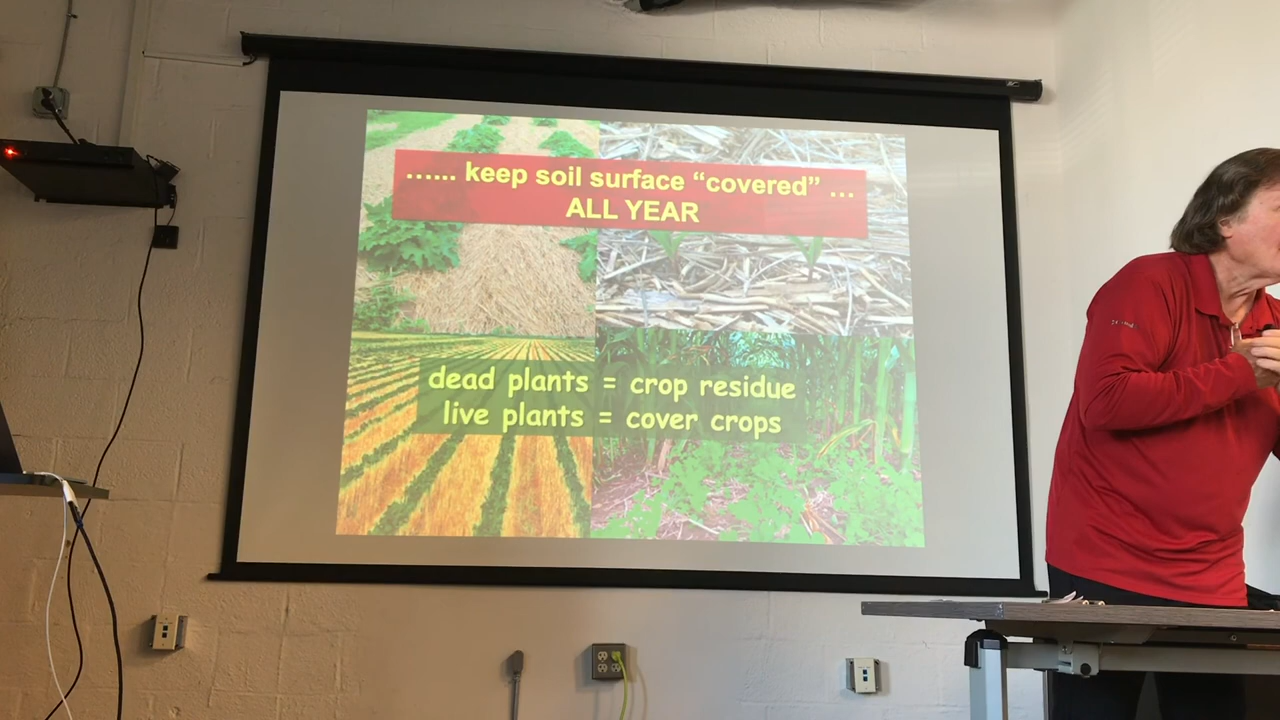 ...... keep soil surface “covered” ...
ALL YEAR
dead plants = crop residue
live plants = cover crops